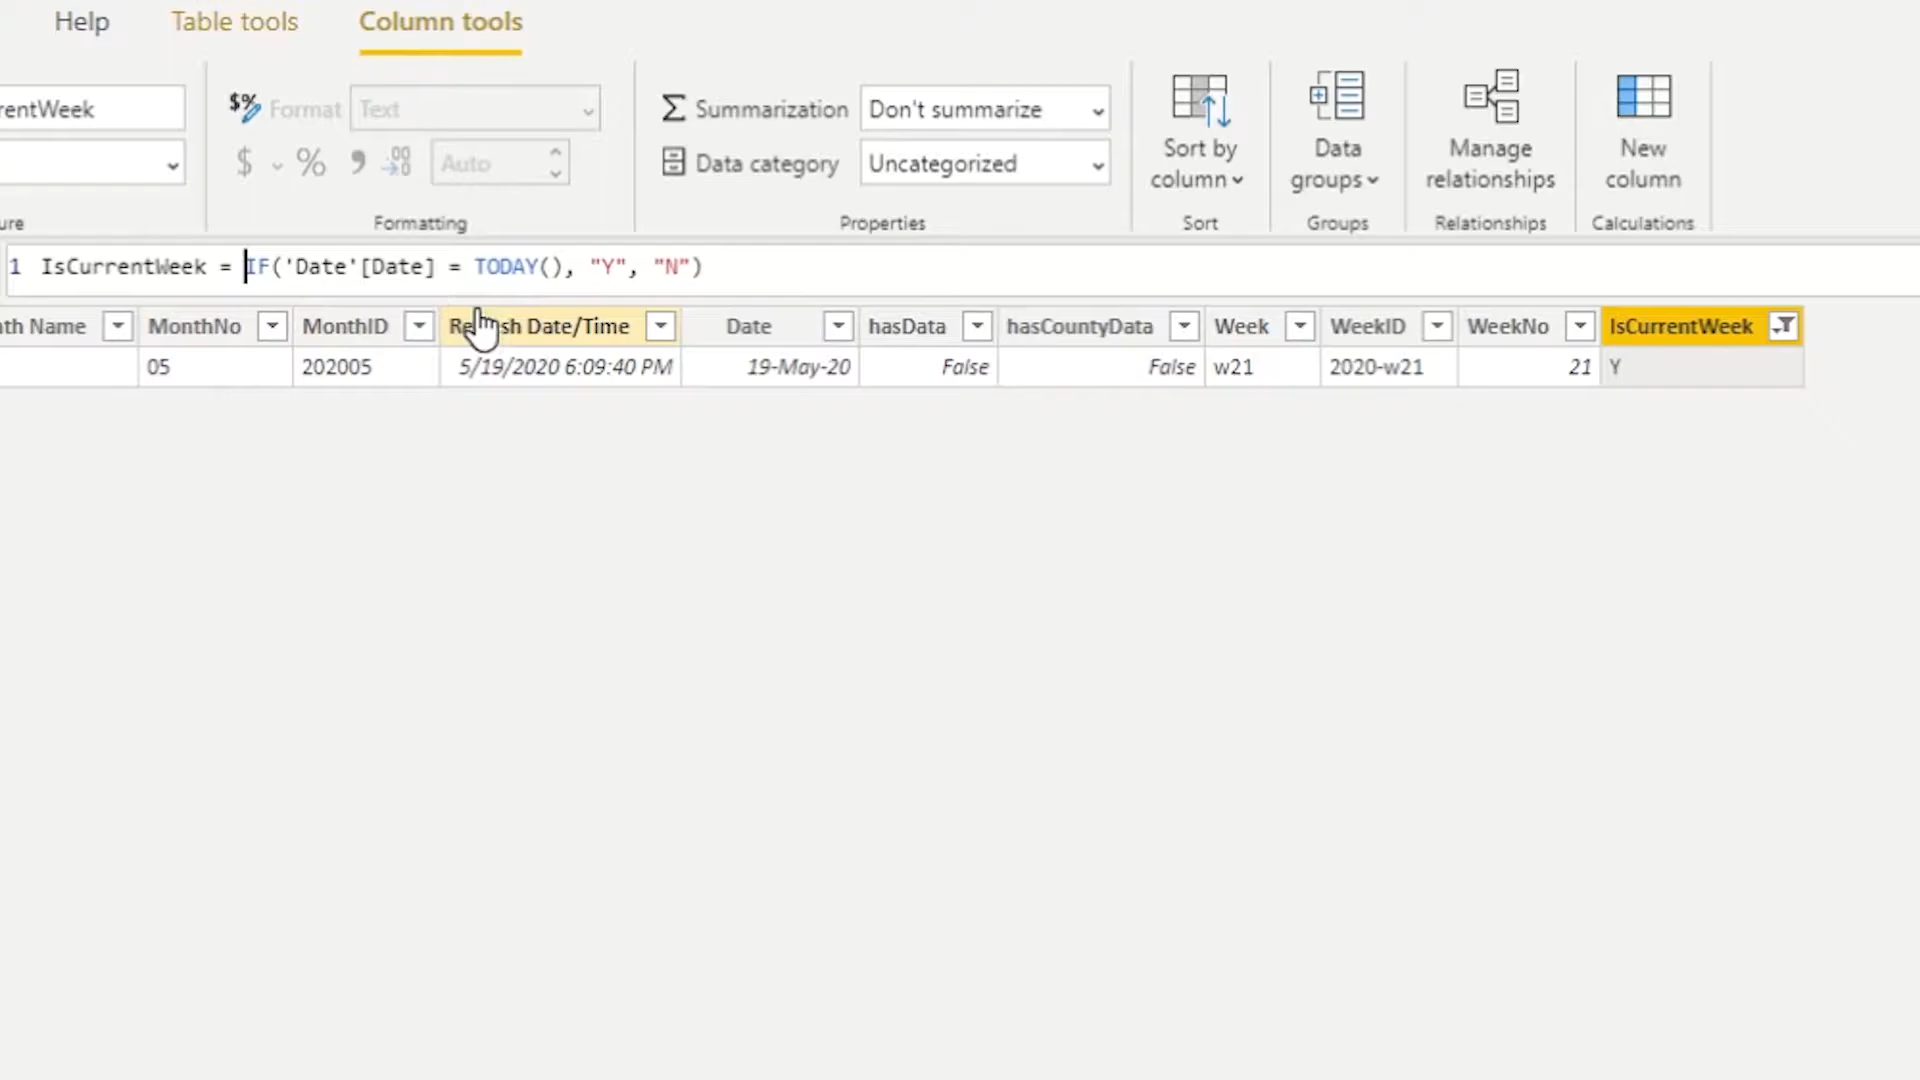 Help Table tools Column tools
rentWeek $% Format Text Σ Summarization Don't summarize Sort by column Data groups Manage relationships New column
$ % Auto Data category Uncategorized
ure Formatting Properties Sort Groups Relationships Calculations
1 IsCurrentWeek = IF('Date'[Date] = TODAY(), "Y", "N")
th Name MonthNo MonthID Refresh Date/Time Date hasData hasCountyData Week WeekID WeekNo IsCurrentWeek
05 202005 5/19/2020 6:09:40 PM 19-May-20 False False w21 2020-w21 21 Y